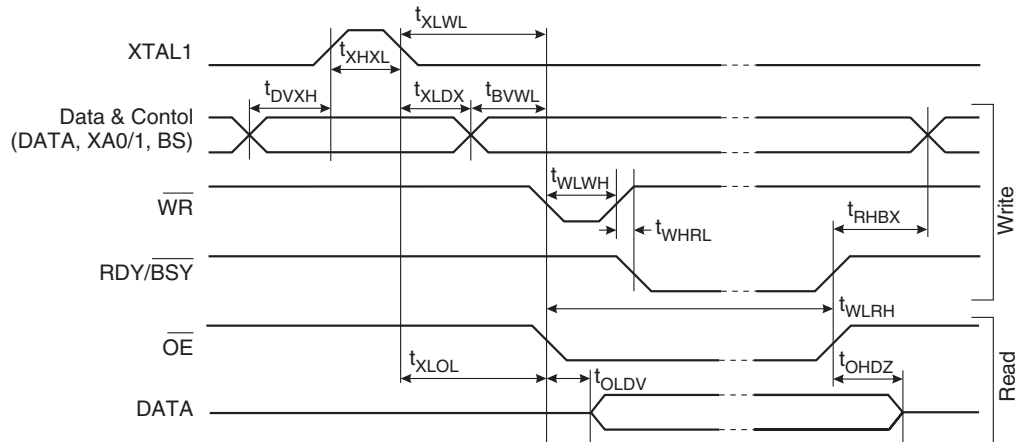 tXLWL
XTAL1
tXHXL
tDVXH
tXLDX
tBVWL
Data & Contol
(DATA, XA0/1, BS)
tWLWH
WR
tRHBX
tWHRL
Write
RDY/BSY
tWLRH
OE
tXLOL
tOLDV
tOHDZ
Read
DATA